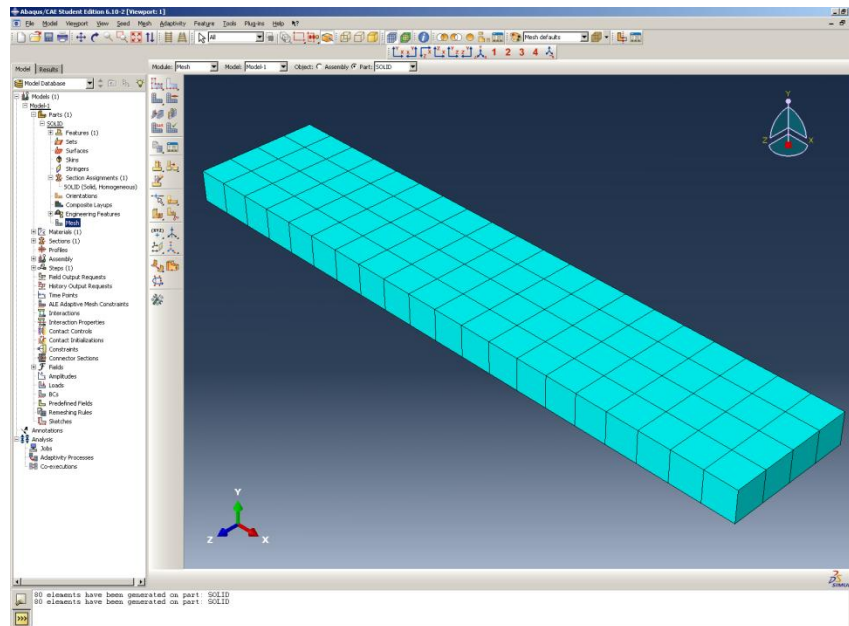 Abaqus/CAE Student Edition 6.10-2 [Viewport: 1]
File Model Viewport View Seed Mesh Adaptivity Feature Tools Plug-ins Help
All Mesh defaults
1 2 3 4
Model Results Module: Mesh Model: Model-1 Object: Assembly Part: SOLID
Model Database
Models (1)
Model-1
Parts (1)
SOLID
Features (1)
Sets
Surfaces
Skins
Stringers
Section Assignments (1)
SOLID (Solid, Homogeneous)
Orientations
Composite Layups
Engineering Features
Mesh
Materials (1)
Sections (1)
Profiles
Assembly
Steps (1)
Field Output Requests
History Output Requests
Time Points
ALE Adaptive Mesh Constraints
Interactions
Interaction Properties
Contact Controls
Contact Initializations
Constraints
Connector Sections
Fields
Amplitudes
Loads
BCs
Predefined Fields
Remeshing Rules
Sketches
Annotations
Analysis
Jobs
Adaptivity Processes
Co-executions
Y
Z X
Y
Z X
80 elements have been generated on part: SOLID
80 elements have been generated on part: SOLID
>>>